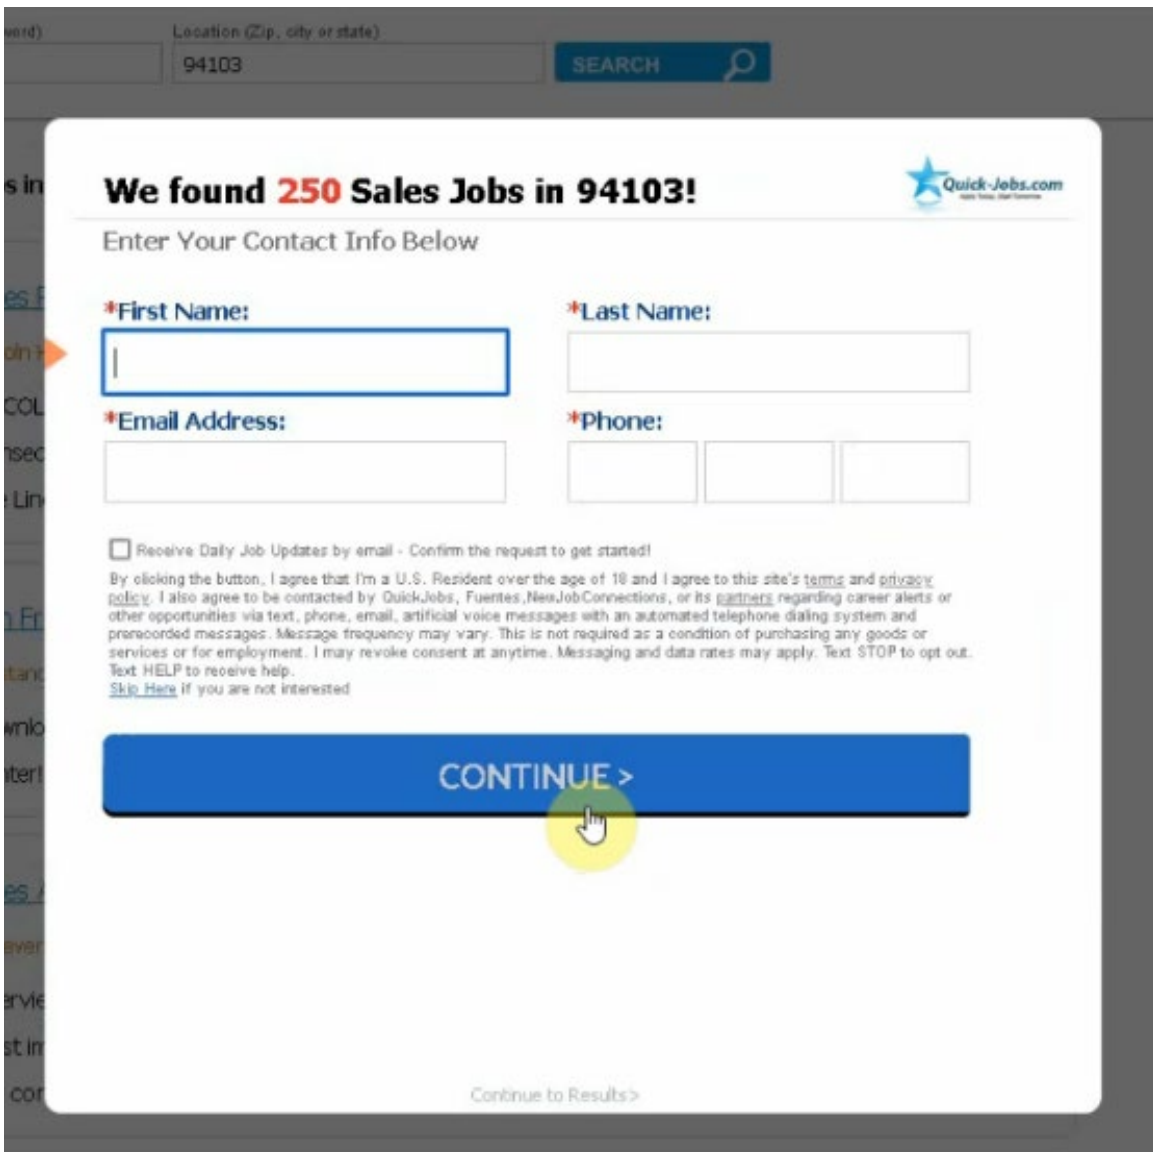 word)
Location (Zip, city or state)
94103
SEARCH
s in
We found 250 Sales Jobs in 94103!
Quick-Jobs.com
Enter Your Contact Info Below
*First Name:
*Last Name:
*Email Address:
*Phone:
Receive Daily Job Updates by email - Confirm the request to get started!
By clicking the button, I agree that I'm a U.S. Resident over the age of 18 and I agree to this site's terms and privacy
policy. I also agree to be contacted by QuickJobs, Fuentes,NewJobConnections, or its partners regarding career alerts or
other opportunities via text, phone, email, artificial voice messages with an automated telephone dialing system and
prerecorded messages. Message frequency may vary. This is not required as a condition of purchasing any goods or
services or for employment. I may revoke consent at anytime. Messaging and data rates may apply. Text STOP to opt out.
Text HELP to receive help.
Skip Here if you are not interested
CONTINUE >
Continue to Results>